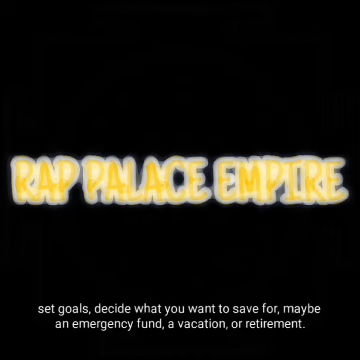 RAP PALACE EMPIRE
set goals, decide what you want to save for, maybe
an emergency fund, a vacation, or retirement.